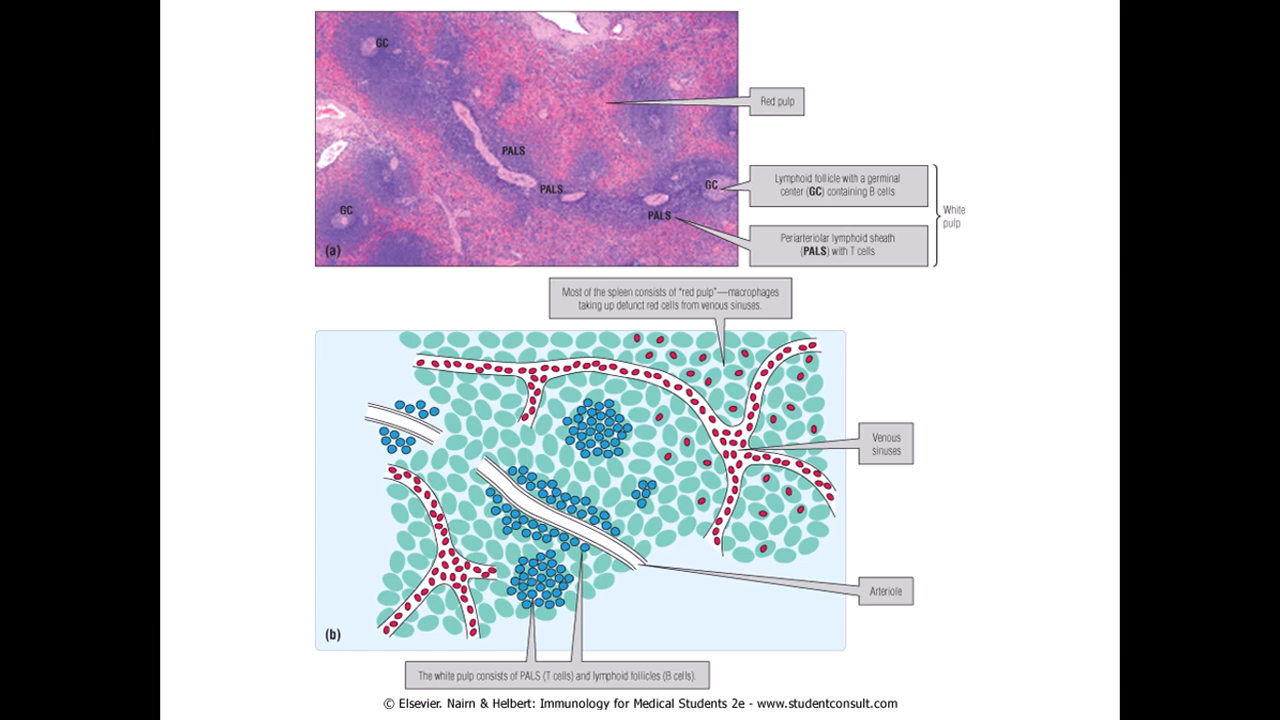 GC
Red pulp
PALS
PALS
GC
Lymphoid follicle with a germinal
center (GC) containing B cells
White
pulp
GC
PALS
Periarteriolar lymphoid sheath
(PALS) with T cells
(a)
Most of the spleen consists of “red pulp”—macrophages
taking up defunct red cells from venous sinuses.
Venous
sinuses
Arteriole
(b)
The white pulp consists of PALS (T cells) and lymphoid follicles (B cells).
© Elsevier. Nairn & Helbert: Immunology for Medical Students 2e - www.studentconsult.com